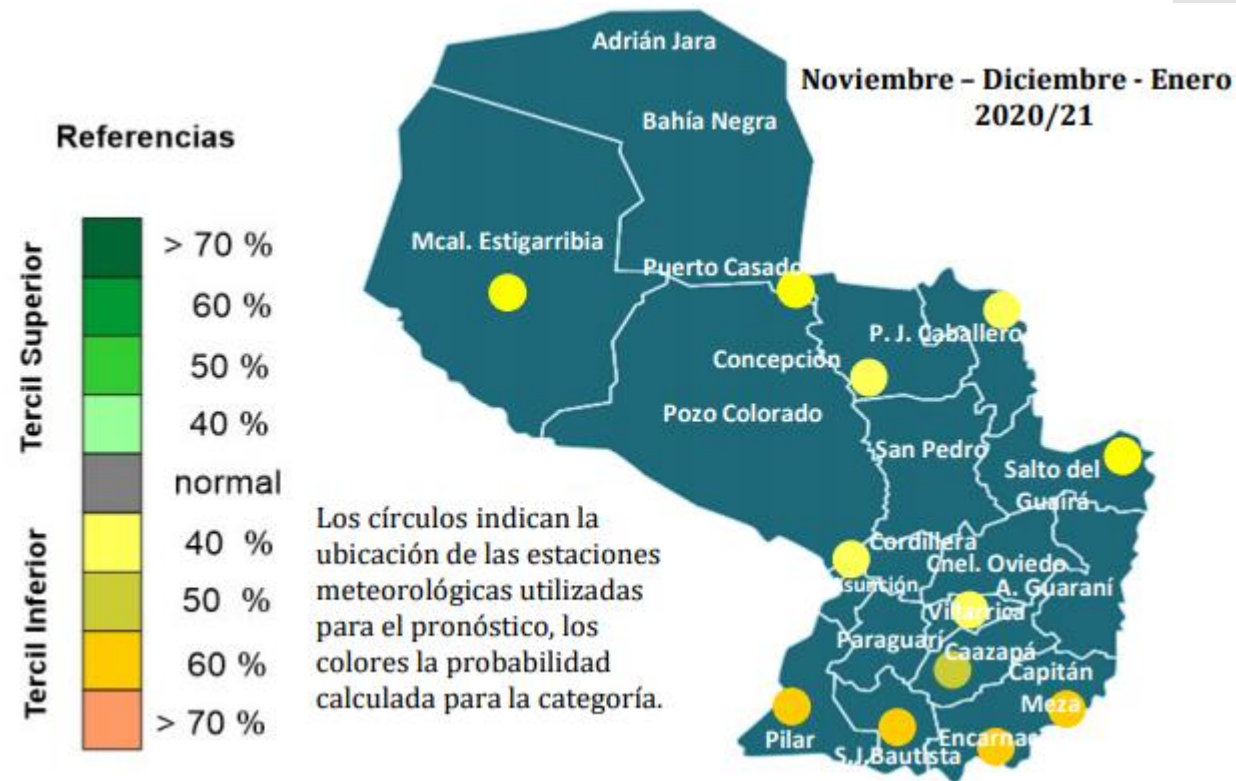 Noviembre – Diciembre - Enero
2020/21
Referencias
Tercil Superior
> 70 %
60 %
50 %
40 %
normal
Tercil Inferior
40 %
50 %
60 %
> 70 %
Los círculos indican la
ubicación de las estaciones
meteorológicas utilizadas
para el pronóstico, los
colores la probabilidad
calculada para la categoría.
Adrián Jara
Bahía Negra
Mcal. Estigarribia
Puerto Casado
P. J. Caballero
Concepción
Pozo Colorado
San Pedro
Salto del
Guairá
Cordillera
Cnel. Oviedo
suntión
A. Guaraní
Villarrica
Paraguarí
Caazapá
Capitán
Meza
Pilar
S.J.Bautista
Encarna